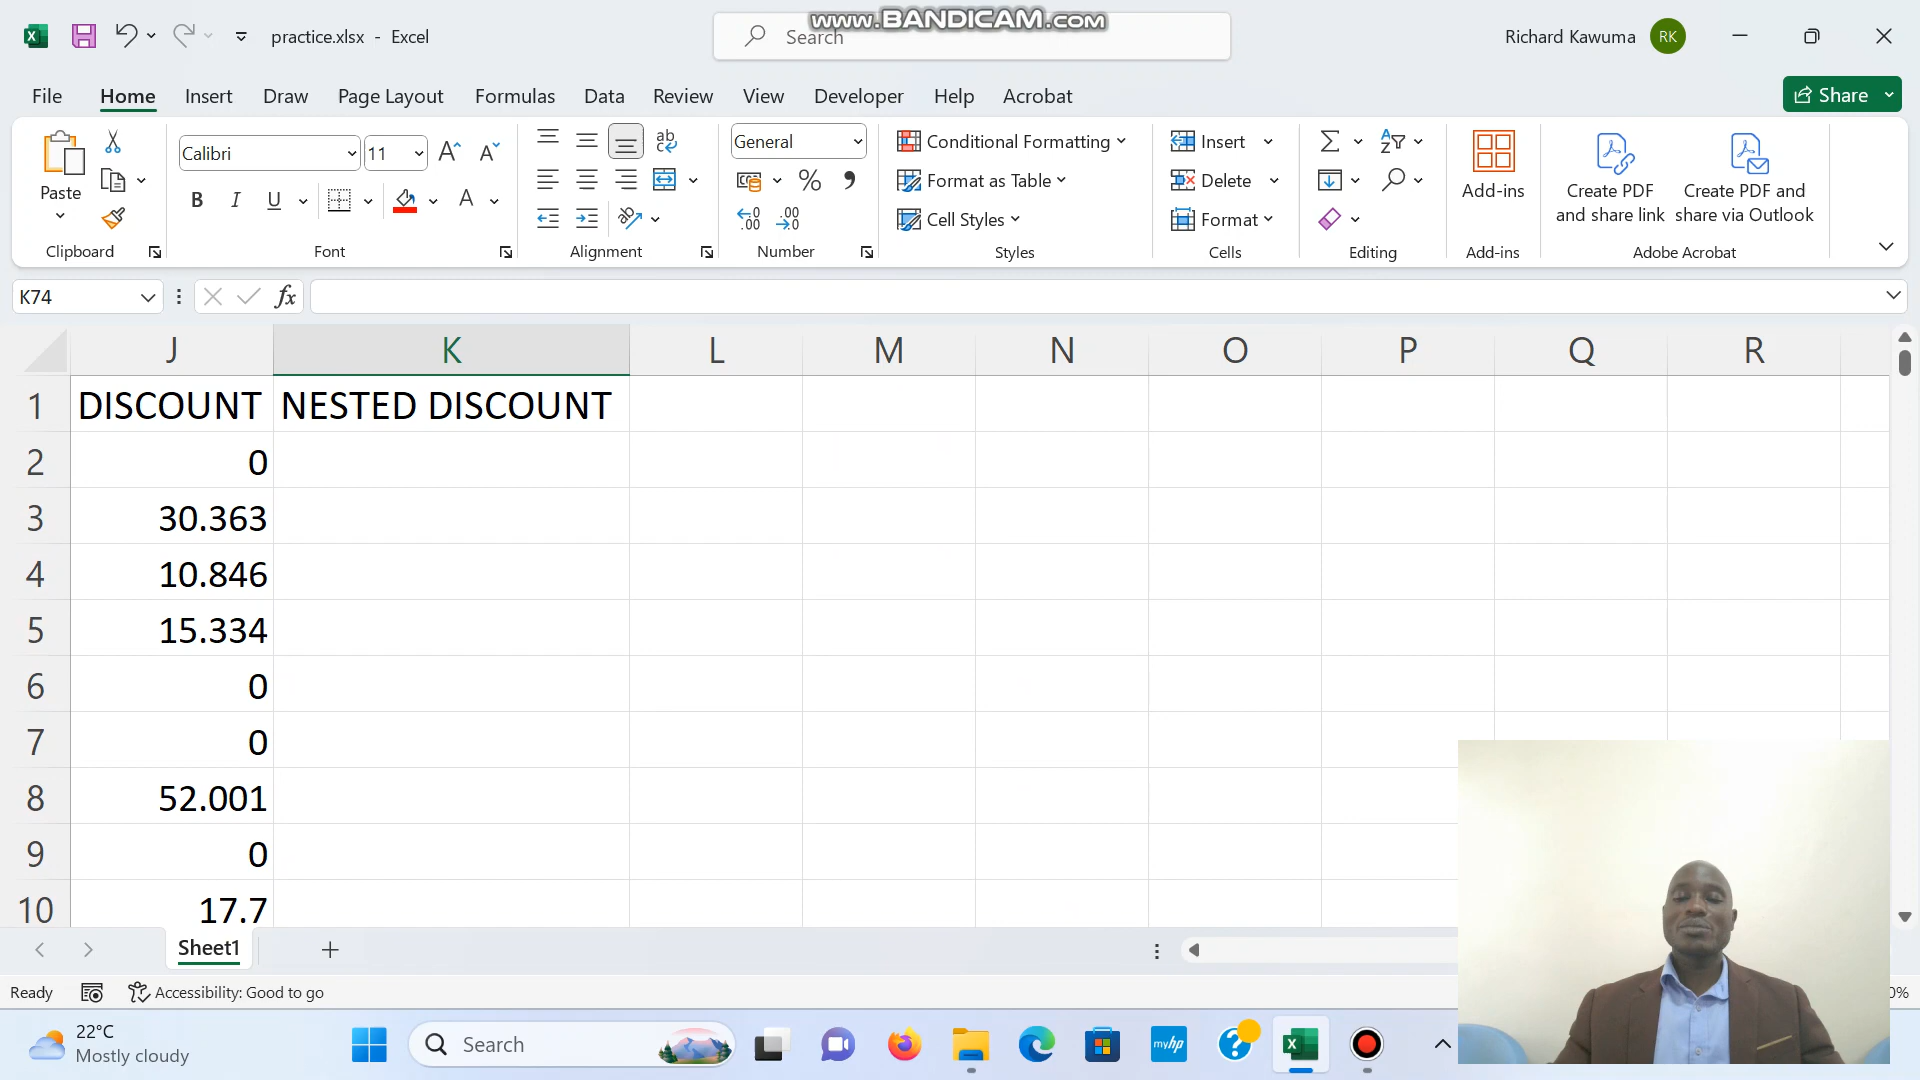 www.BANDICAM.com
practice.xlsx - Excel
Search
Richard Kawuma
RK
File
Home
Insert
Draw
Page Layout
Formulas
Data
Review
View
Developer
Help
Acrobat
Share
Paste
Clipboard
Calibri
11
B
I
U
Font
Alignment
General
Number
Conditional Formatting
Format as Table
Cell Styles
Styles
Insert
Delete
Format
Cells
Editing
Add-ins
Add-ins
Create PDF
and share link
Create PDF and
share via Outlook
Adobe Acrobat
K74
fx
J K L M N O P Q R
1 DISCOUNT NESTED DISCOUNT
2 0
3 30.363
4 10.846
5 15.334
6 0
7 0
8 52.001
9 0
10 17.7
Sheet1
Ready
Accessibility: Good to go
0%
22°C
Mostly cloudy
Search
myhp